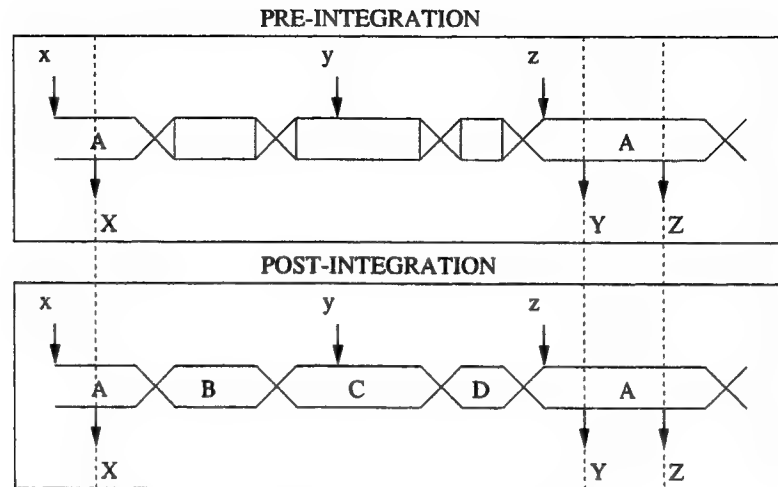 PRE-INTEGRATION
x y z
A A
X Y Z
POST-INTEGRATION
x y z
A B C D A
X Y Z